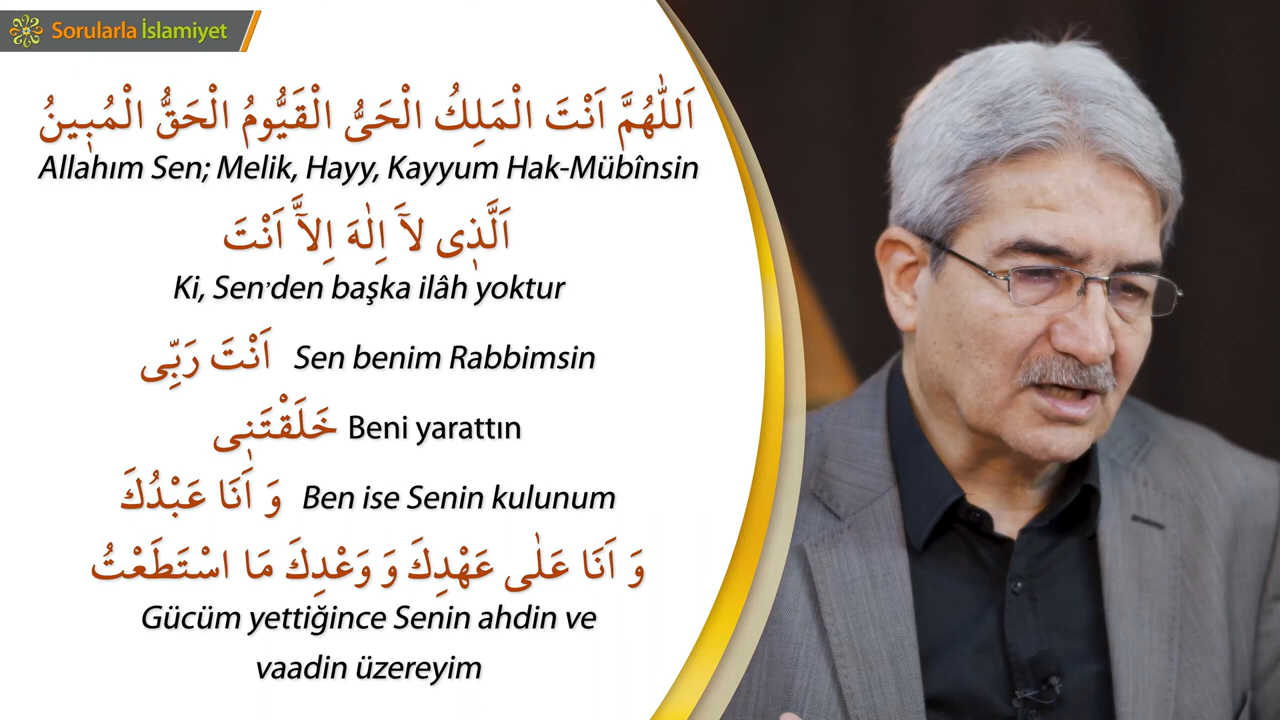 Sorularla İslamiyet
اَللّٰهُمَّ اَنْتَ الْمَلِكُ الْحَىُّ الْقَيُّومُ الْحَقُّ الْمُبٖينُ
Allahım Sen; Melik, Hayy, Kayyum Hak-Mübînsin
اَلَّذٖى لآَ اِلٰهَ اِلآَّ اَنْتَ
Ki, Sen’den başka ilâh yoktur
اَنْتَ رَبِّى Sen benim Rabbimsin
خَلَقْتَنٖى Beni yarattın
وَ اَنَا عَبْدُكَ Ben ise Senin kulunum
وَ اَنَا عَلٰى عَهْدِكَ وَ وَعْدِكَ مَا اسْتَطَعْتُ
Gücüm yettiğince Senin ahdin ve
vaadin üzereyim